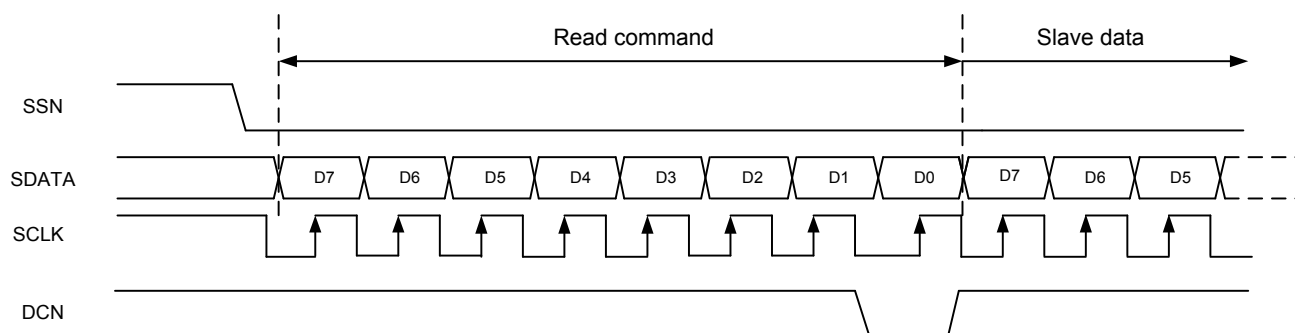 Read command Slave data
SSN
SDATA D7 D6 D5 D4 D3 D2 D1 D0 D7 D6 D5
SCLK
DCN